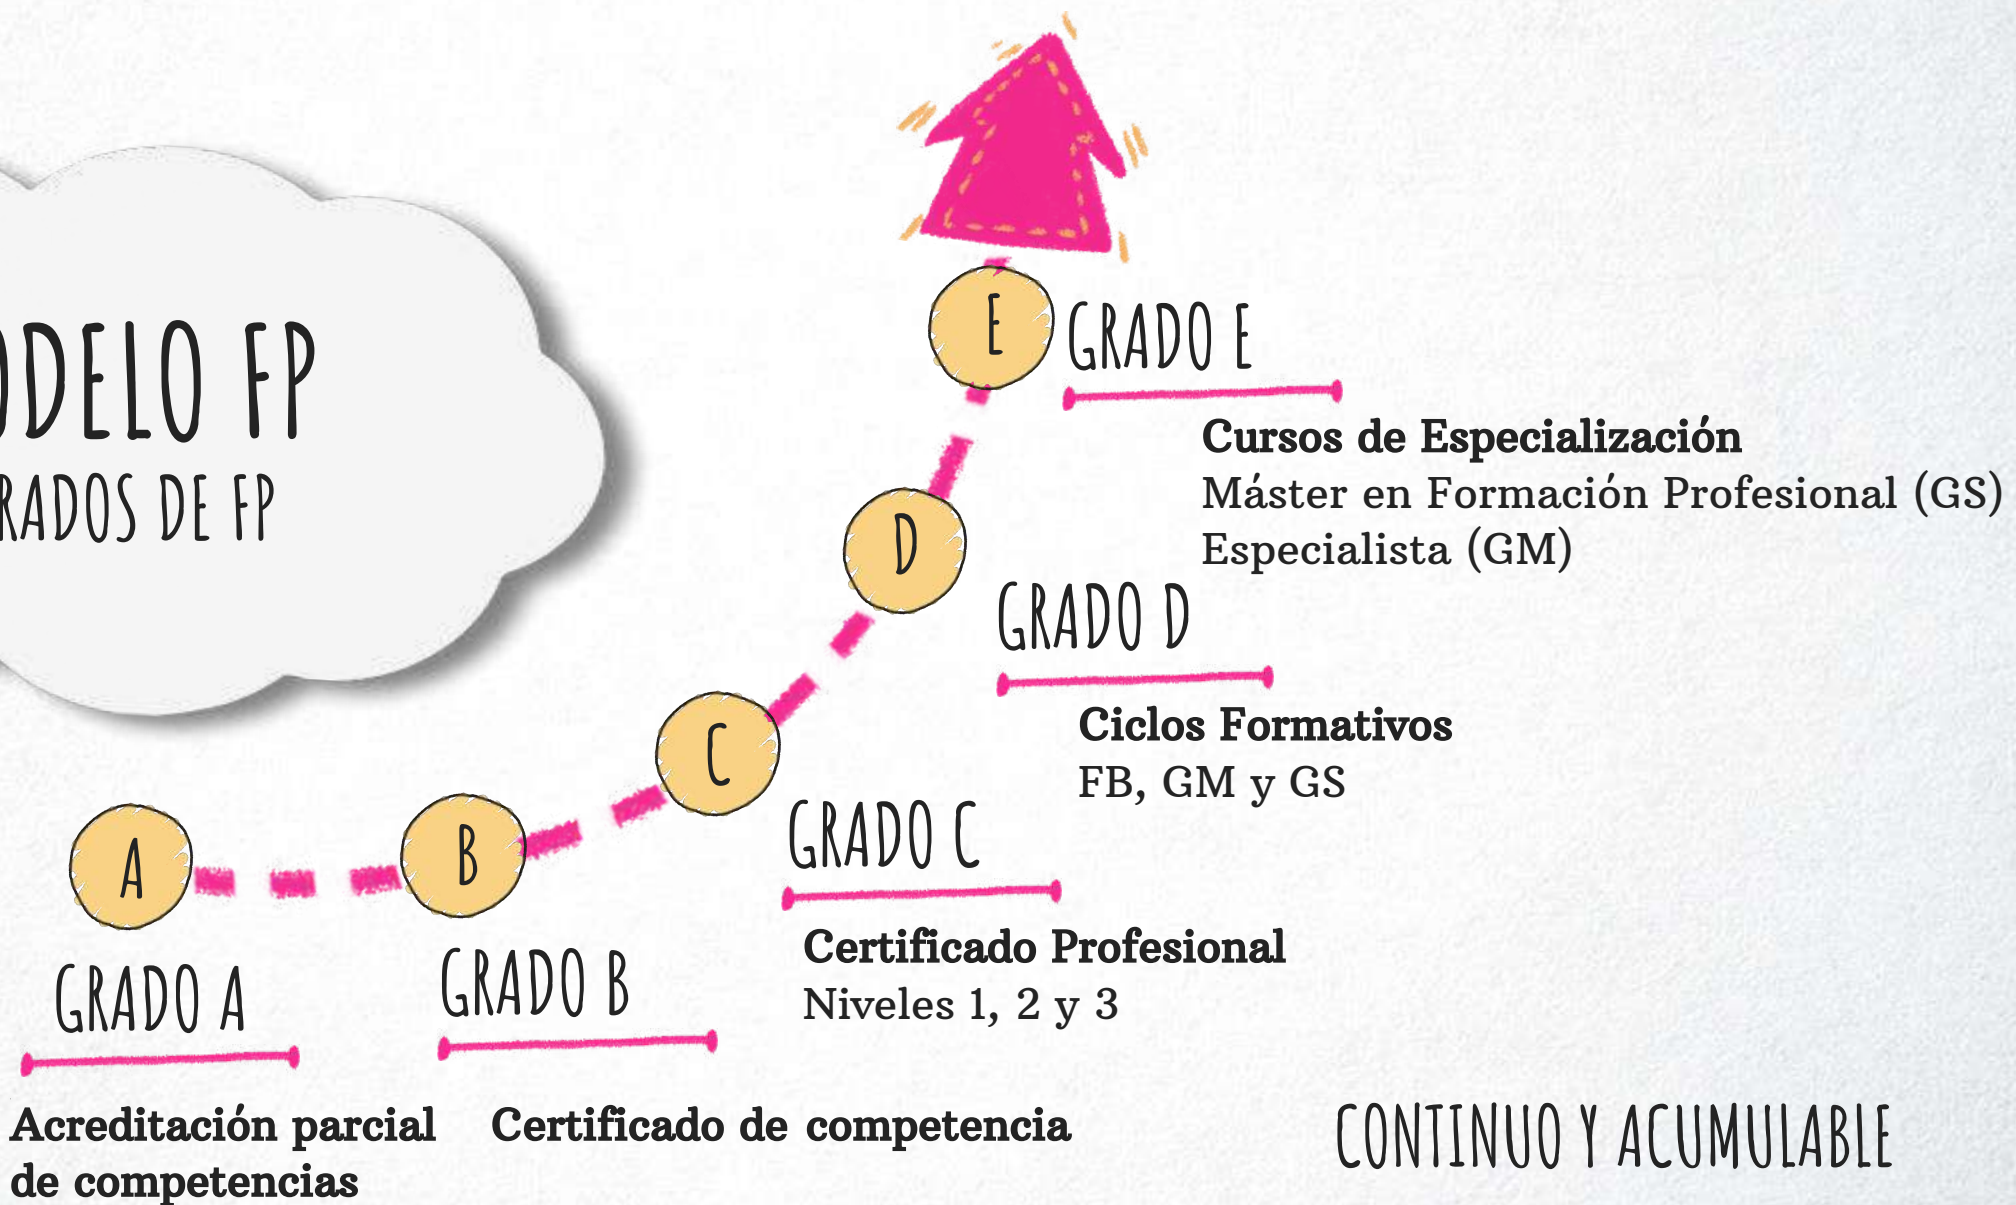 ODELO FP
RADOS DE FP
E
GRADO E
Cursos de Especialización
Máster en Formación Profesional (GS)
Especialista (GM)
D
GRADO D
Ciclos Formativos
FB, GM y GS
C
GRADO C
Certificado Profesional
Niveles 1, 2 y 3
B
GRADO B
Certificado de competencia
A
GRADO A
Acreditación parcial
de competencias
CONTINUO Y ACUMULABLE